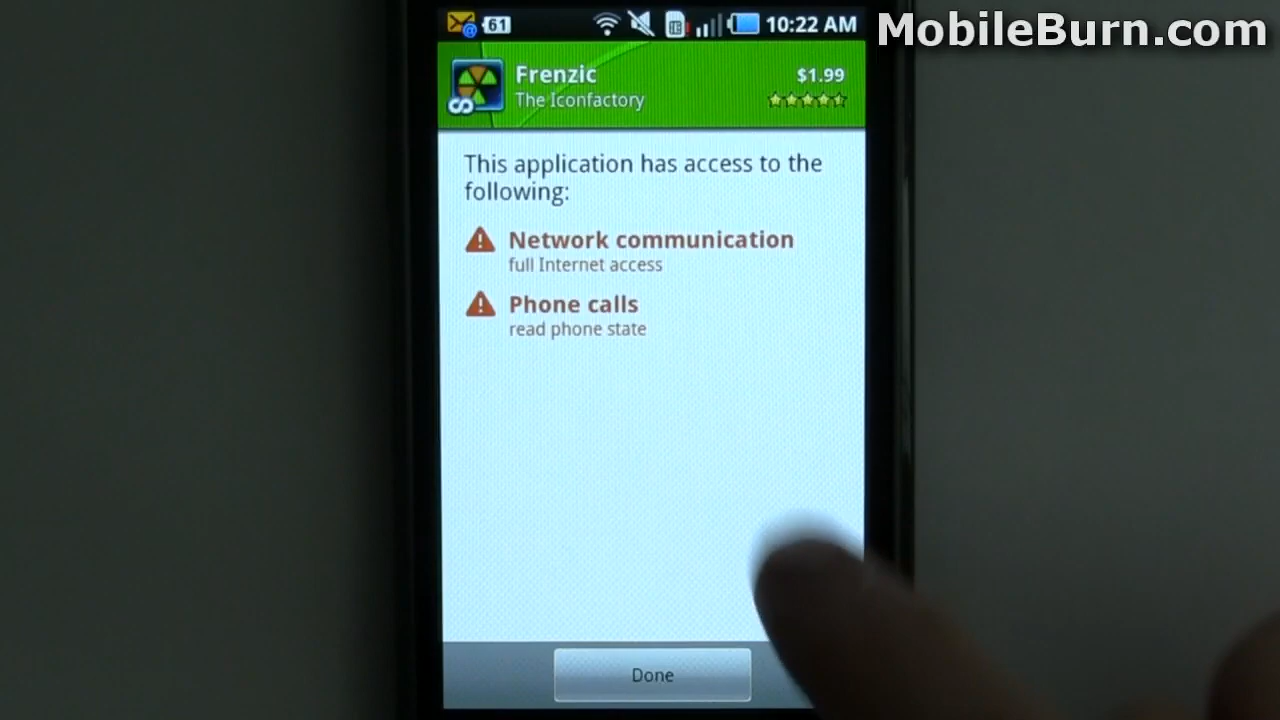 61 10:22 AM
MobileBurn.com
Frenzic
$1.99
The Iconfactory
This application has access to the
following:
Network communication
full Internet access
Phone calls
read phone state
Done